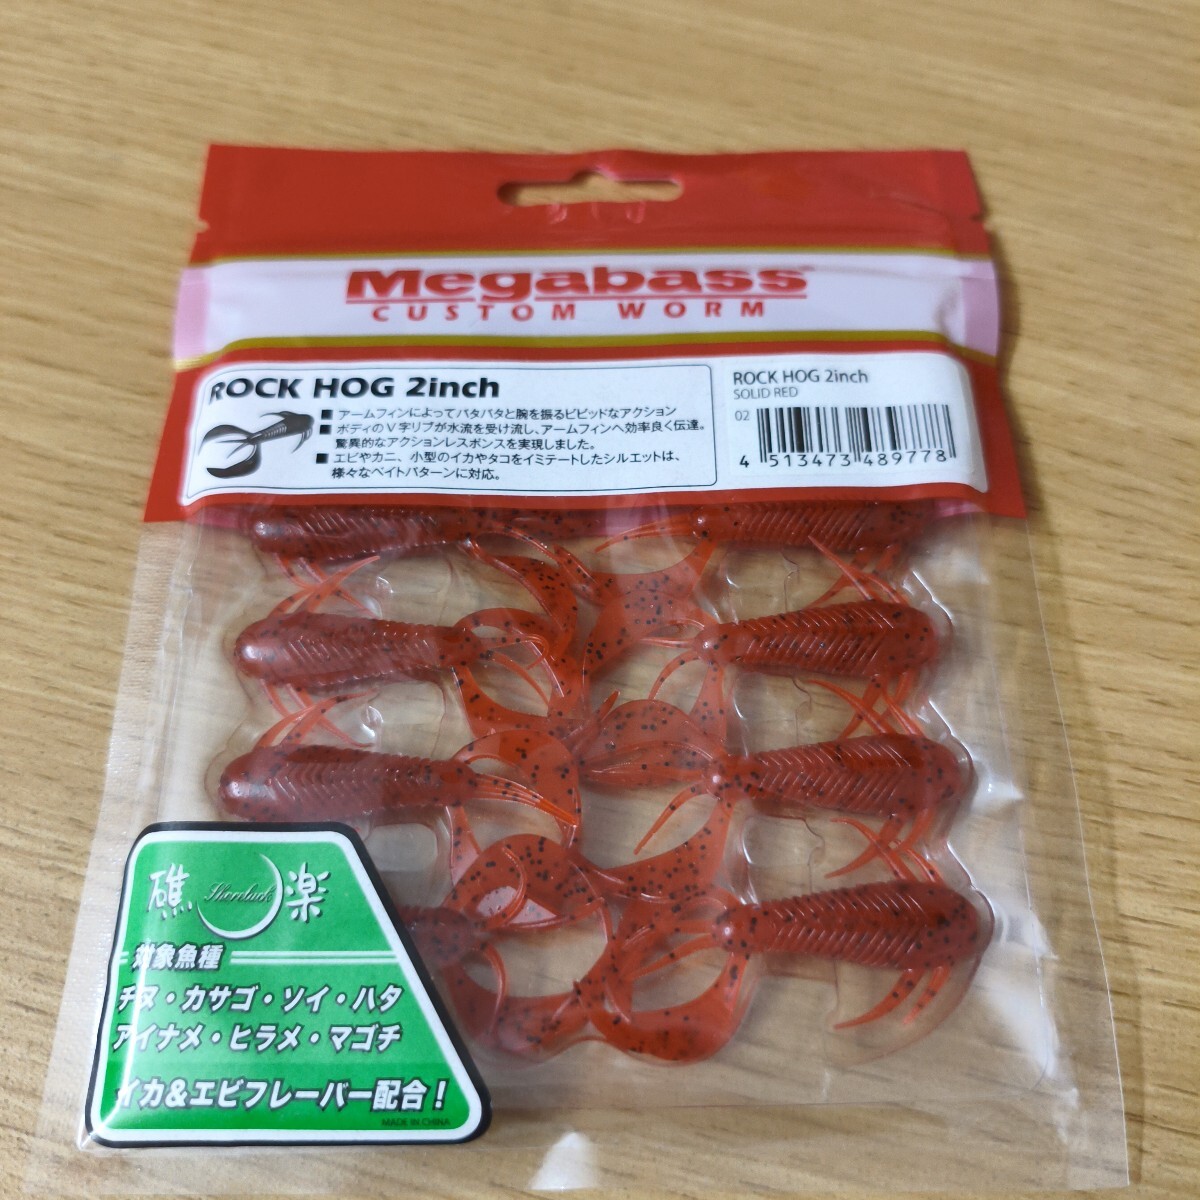 Megabass
CUSTOM WORM
ROCK HOG 2inch
■ アームフィンによってバタバタと腕を振るビビッドなアクション
■ ボディのV字リブが水流を受け流し、アームフィンへ効率良く伝達。
驚異的なアクションレスポンスを実現しました。
■ エビやカニ、小型のイカやタコをイミテートしたシルエットは、
様々なベイトパターンに対応。
ROCK HOG 2inch
SOLID RED
02
4 513473 489778
礁 Shoreluck 楽
対象魚種
チヌ・カサゴ・ソイ・ハタ
アイナメ・ヒラメ・マゴチ
イカ&エビフレーバー配合!
MADE IN CHINA